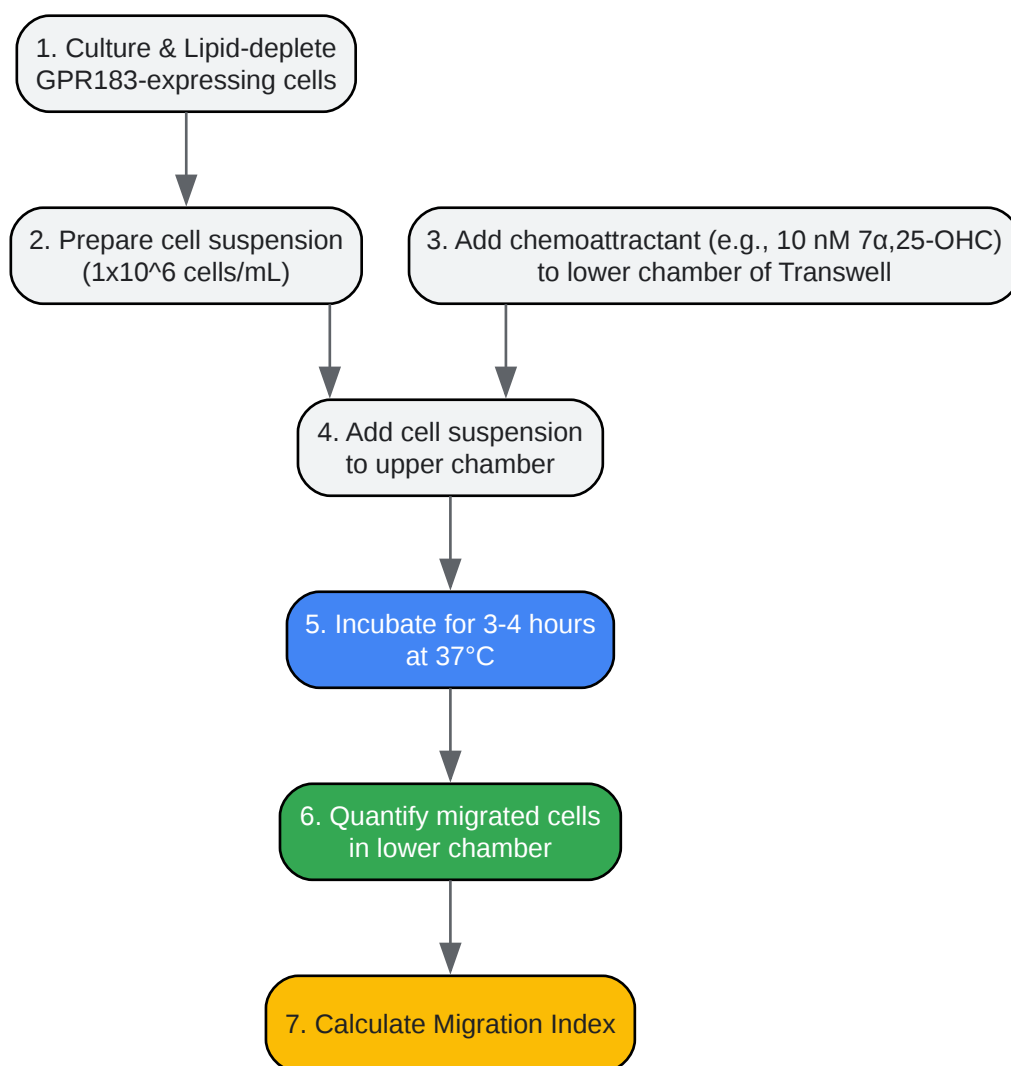 1. Culture & Lipid-deplete
GPR183-expressing cells
2. Prepare cell suspension
(1x10^6 cells/mL)
3. Add chemoattractant (e.g., 10 nM 7α,25-OHC)
to lower chamber of Transwell
4. Add cell suspension
to upper chamber
5. Incubate for 3-4 hours
at 37°C
6. Quantify migrated cells
in lower chamber
7. Calculate Migration Index